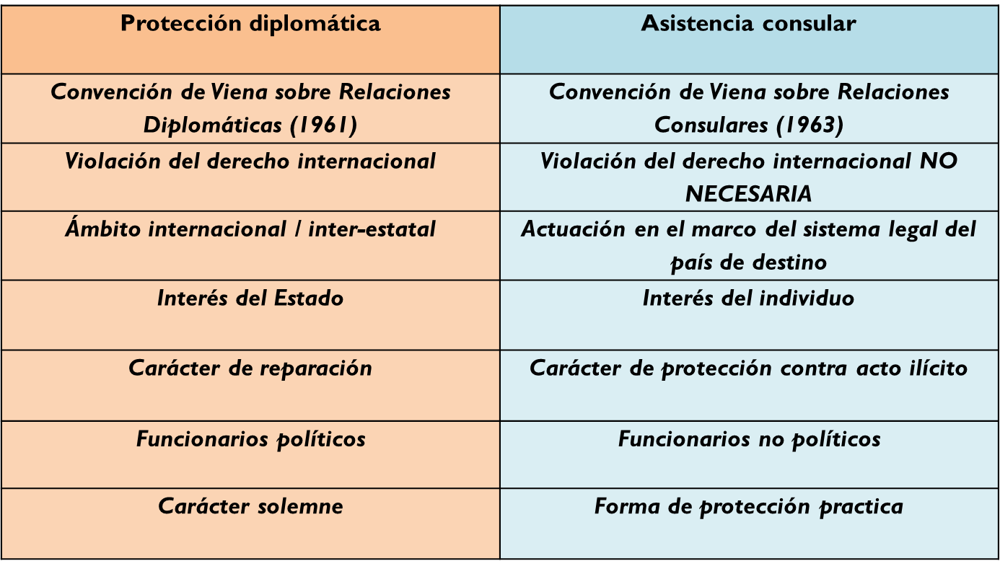 Protección diplomática
Asistencia consular
Convención de Viena sobre Relaciones
Diplomáticas (1961)
Convención de Viena sobre Relaciones
Consulares (1963)
Violación del derecho internacional
Violación del derecho internacional NO
NECESARIA
Ámbito internacional / inter-estatal
Actuación en el marco del sistema legal del
país de destino
Interés del Estado
Interés del individuo
Carácter de reparación
Carácter de protección contra acto ilícito
Funcionarios políticos
Funcionarios no políticos
Carácter solemne
Forma de protección practica